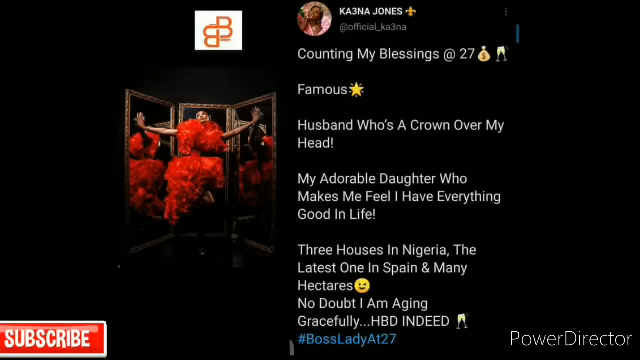 KA3NA JONES ⚜️
@official_ka3na
Counting My Blessings @ 27💰🥂
Famous🌟
Husband Who's A Crown Over My
Head!
My Adorable Daughter Who
Makes Me Feel I Have Everything
Good In Life!
Three Houses In Nigeria, The
Latest One In Spain & Many
Hectares😉
No Doubt I Am Aging
Gracefully...HBD INDEED 🥂
#BossLadyAt27
SUBSCRIBE
PowerDirector